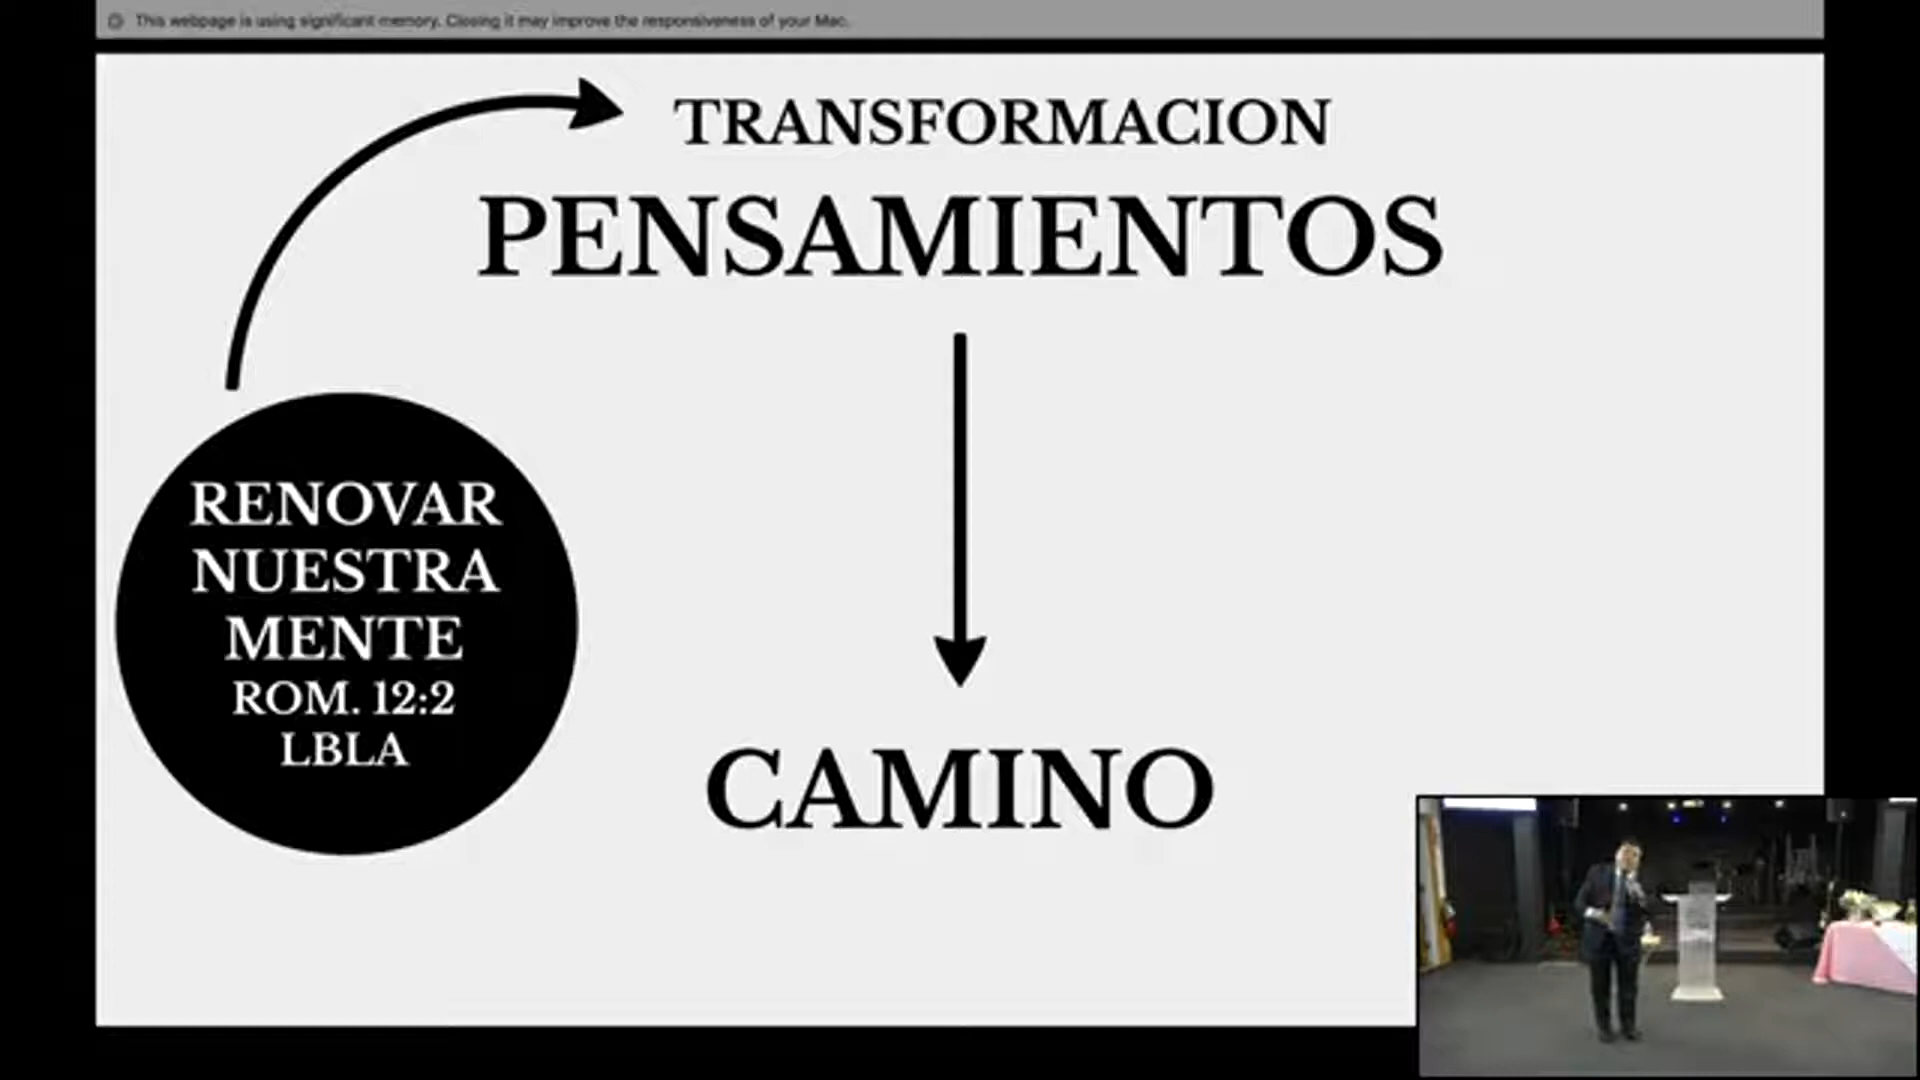 This webpage is using significant memory. Closing it may improve the responsiveness of your Mac.
TRANSFORMACION
PENSAMIENTOS
RENOVAR
NUESTRA
MENTE
ROM. 12:2
LBLA
CAMINO